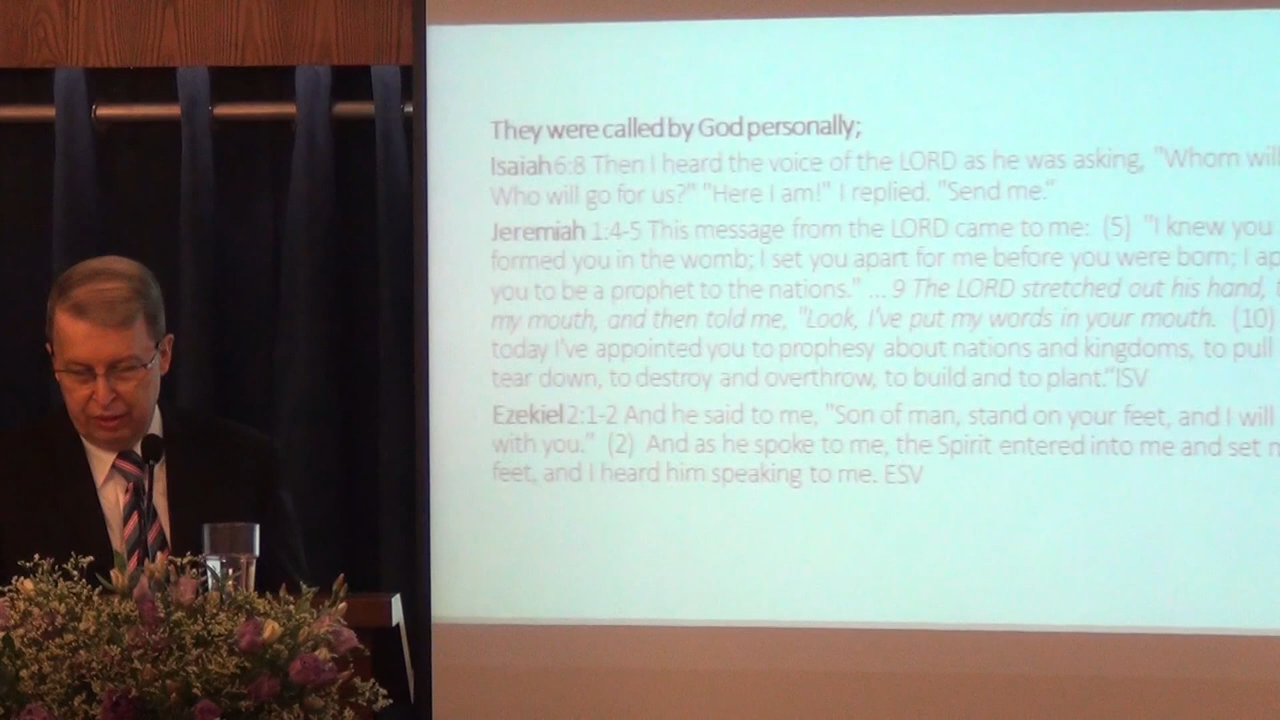 They were called by God personally;
Isaiah 6:8 Then I heard the voice of the LORD as he was asking, "Whom will
Who will go for us?" "Here I am!" I replied. "Send me."
Jeremiah 1:4-5 This message from the LORD came to me: (5) "I knew you
formed you in the womb; I set you apart for me before you were born; I ap
you to be a prophet to the nations." ... 9 The LORD stretched out his hand,
my mouth, and then told me, "Look, I've put my words in your mouth. (10)
today I've appointed you to prophesy about nations and kingdoms, to pull
tear down, to destroy and overthrow, to build and to plant."ISV
Ezekiel 2:1-2 And he said to me, "Son of man, stand on your feet, and I will
with you." (2) And as he spoke to me, the Spirit entered into me and set m
feet, and I heard him speaking to me. ESV